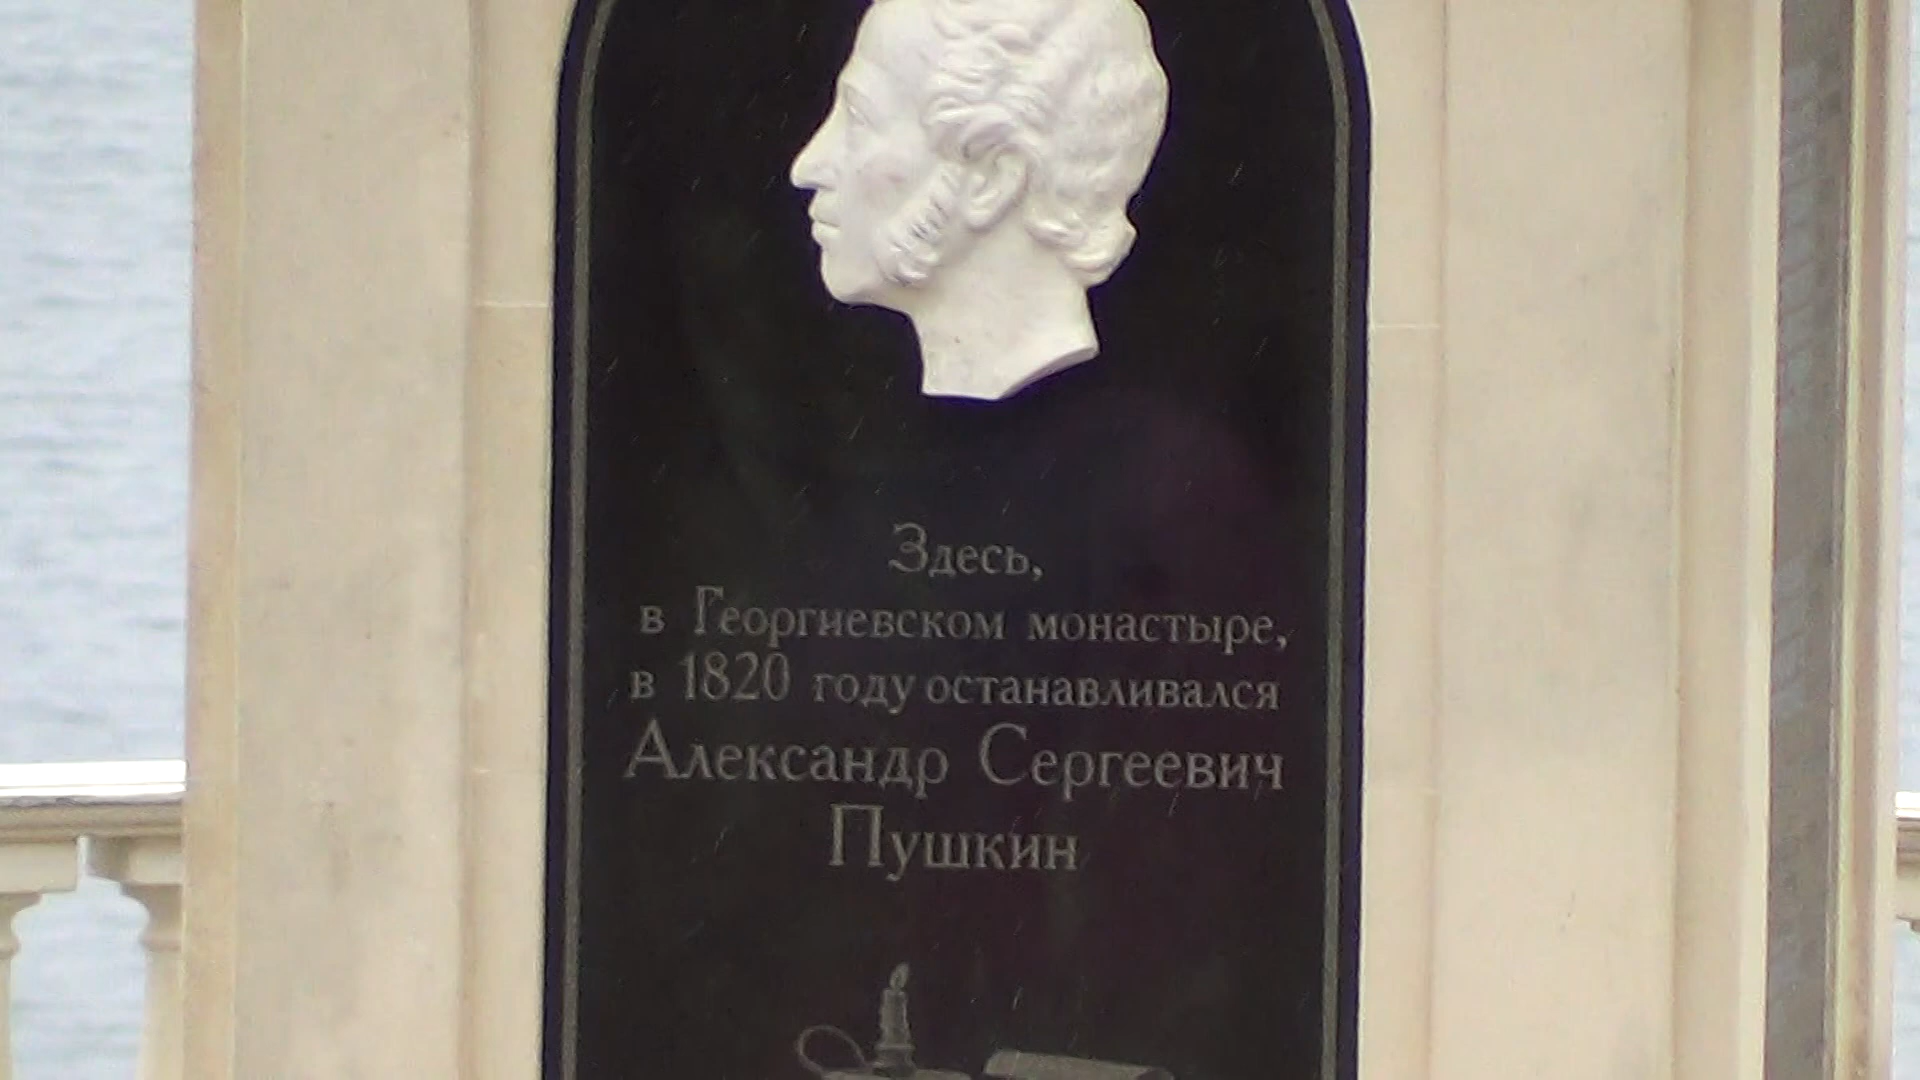 Здесь,
в Георгиевском монастыре,
в 1820 году останавливался
Александр Сергеевич
Пушкин